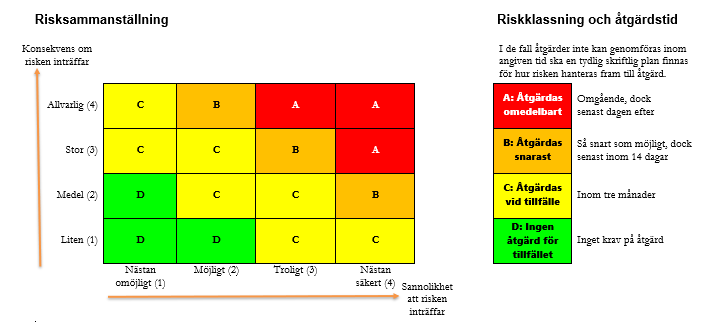 Risksammanställning
Konsekvens om
risken inträffar
Allvarlig (4)
C
B
A
A
Stor (3)
C
C
B
A
Medel (2)
D
C
C
B
Liten (1)
D
D
C
C
Nästan
omöjligt (1)
Möjligt (2)
Troligt (3)
Nästan
säkert (4)
Sannolikhet
att risken
inträffar
Riskklassning och åtgärdstid
I de fall åtgärder inte kan genomföras inom
angiven tid ska en tydlig skriftlig plan finnas
för hur risken hanteras fram till åtgärd.
A: Åtgärdas
omedelbart
Omgående, dock
senast dagen efter
B: Åtgärdas
snarast
Så snart som möjligt, dock
senast inom 14 dagar
C: Åtgärdas
vid tillfälle
Inom tre månader
D: Ingen
åtgärd för
tillfället
Inget krav på åtgärd